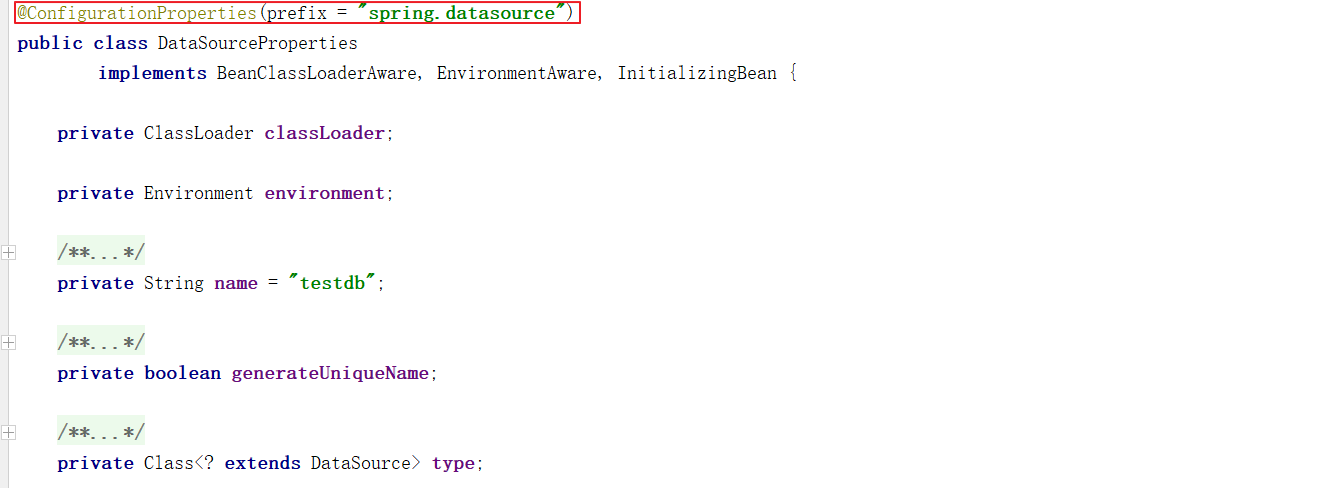 @ConfigurationProperties(prefix = "spring.datasource")
public class DataSourceProperties
        implements BeanClassLoaderAware, EnvironmentAware, InitializingBean {
    private ClassLoader classLoader;
    private Environment environment;
    /**...*/
    private String name = "testdb";
    /**...*/
    private boolean generateUniqueName;
    /**...*/
    private Class<? extends DataSource> type;